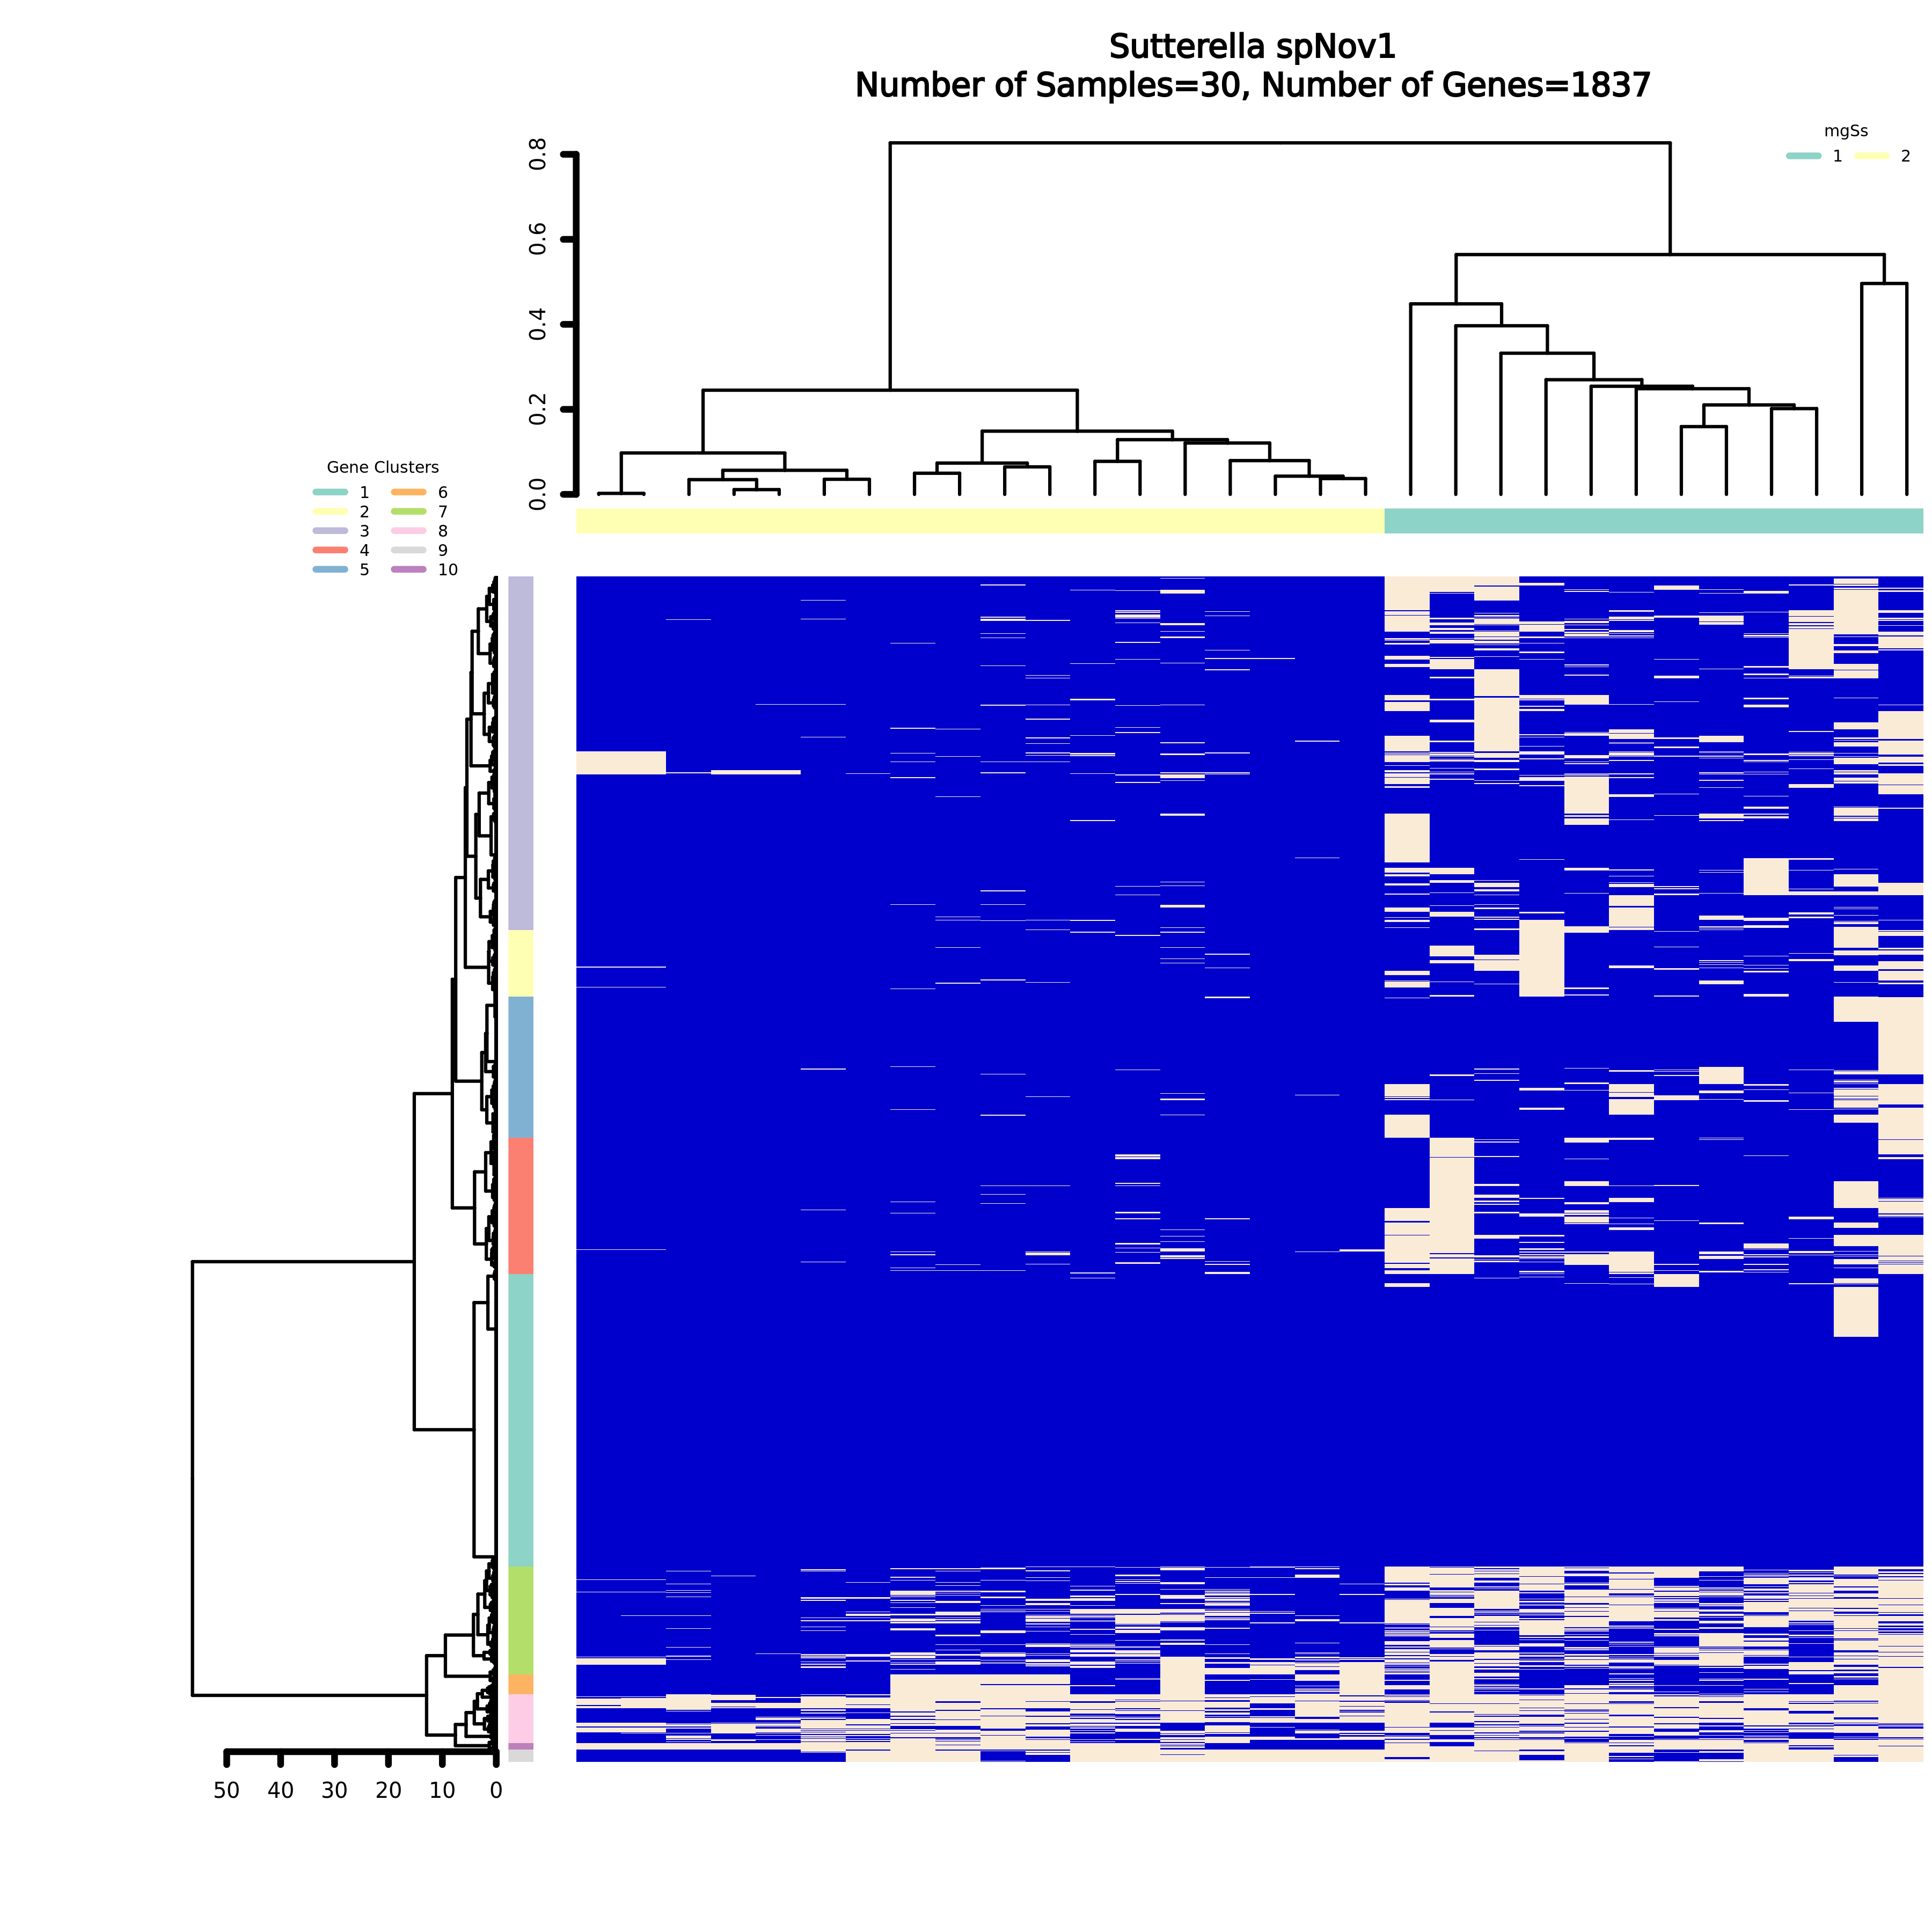 Sutterella spNov1
Number of Samples=30, Number of Genes=1837
mgSs
1 2
0.8
0.6
0.4
0.2
0.0
Gene Clusters
1 6
2 7
3 8
4 9
5 10
50 40 30 20 10 0